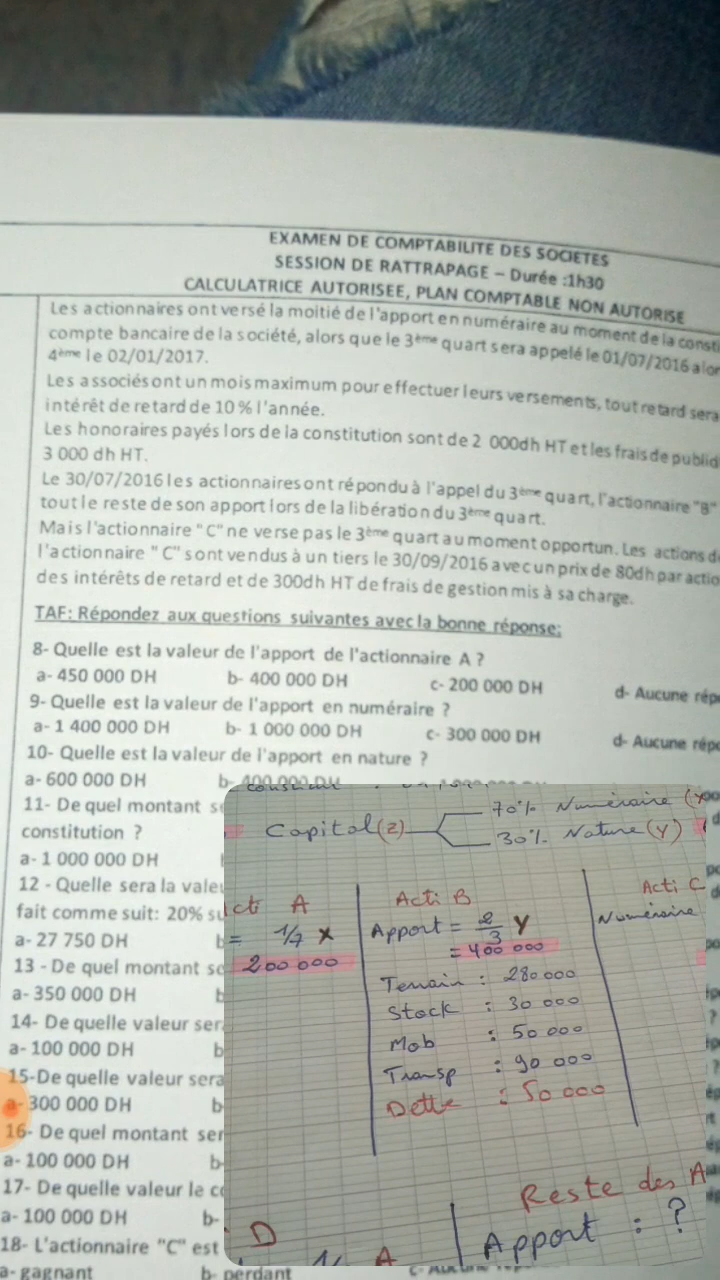 EXAMEN DE COMPTABILITE DES SOCIETES
SESSION DE RATTRAPAGE – Durée :1h30
CALCULATRICE AUTORISEE, PLAN COMPTABLE NON AUTORISE
Les actionnaires ont versé la moitié de l'apport en numéraire au moment de la consti
compte bancaire de la société, alors que le 3ème quart sera appelé le 01/07/2016 alor
4ème le 02/01/2017.
Les associés ont un mois maximum pour effectuer leurs versements, tout retard sera
intérêt de retard de 10 % l'année.
Les honoraires payés lors de la constitution sont de 2 000dh HT et les frais de public
3 000 dh HT.
Le 30/07/2016 les actionnaires ont répondu à l'appel du 3ème quart, l'actionnaire "B"
tout le reste de son apport lors de la libération du 3ème quart.
Mais l'actionnaire " C" ne verse pas le 3ème quart au moment opportun. Les actions de
l'actionnaire " C" sont vendus à un tiers le 30/09/2016 avec un prix de 80dh par actio
des intérêts de retard et de 300dh HT de frais de gestion mis à sa charge.
TAF: Répondez aux questions suivantes avec la bonne réponse:
8- Quelle est la valeur de l'apport de l'actionnaire A ?
a- 450 000 DH b- 400 000 DH c- 200 000 DH d- Aucune rép
9- Quelle est la valeur de l'apport en numéraire ?
a- 1 400 000 DH b- 1 000 000 DH c- 300 000 DH d- Aucune répo
10- Quelle est la valeur de l'apport en nature ?
a- 600 000 DH b- 400 000 DH
11- De quel montant se
constitution ?
a- 1 000 000 DH
12 - Quelle sera la vale
fait comme suit: 20% su
a- 27 750 DH b
13 - De quel montant se
a- 350 000 DH b
14- De quelle valeur ser
a- 100 000 DH b
15-De quelle valeur sera
a- 300 000 DH b-
16- De quel montant ser
a- 100 000 DH b-
17- De quelle valeur le c
a- 100 000 DH b-
18- L'actionnaire "C" est
a- gagnant b- perdant
Capital (Z) 70% Numéraire (X
30% Nature (Y)
ct A Acti B Acti C
= 1/7 X Apport = 2/3 Y Numéraire
200 000 = 400 000
Terrain : 280 000
Stock : 30 000
Mob : 50 000
Transp : 90 000
Dette : 50 000
Reste des A
D Apport : ?
A